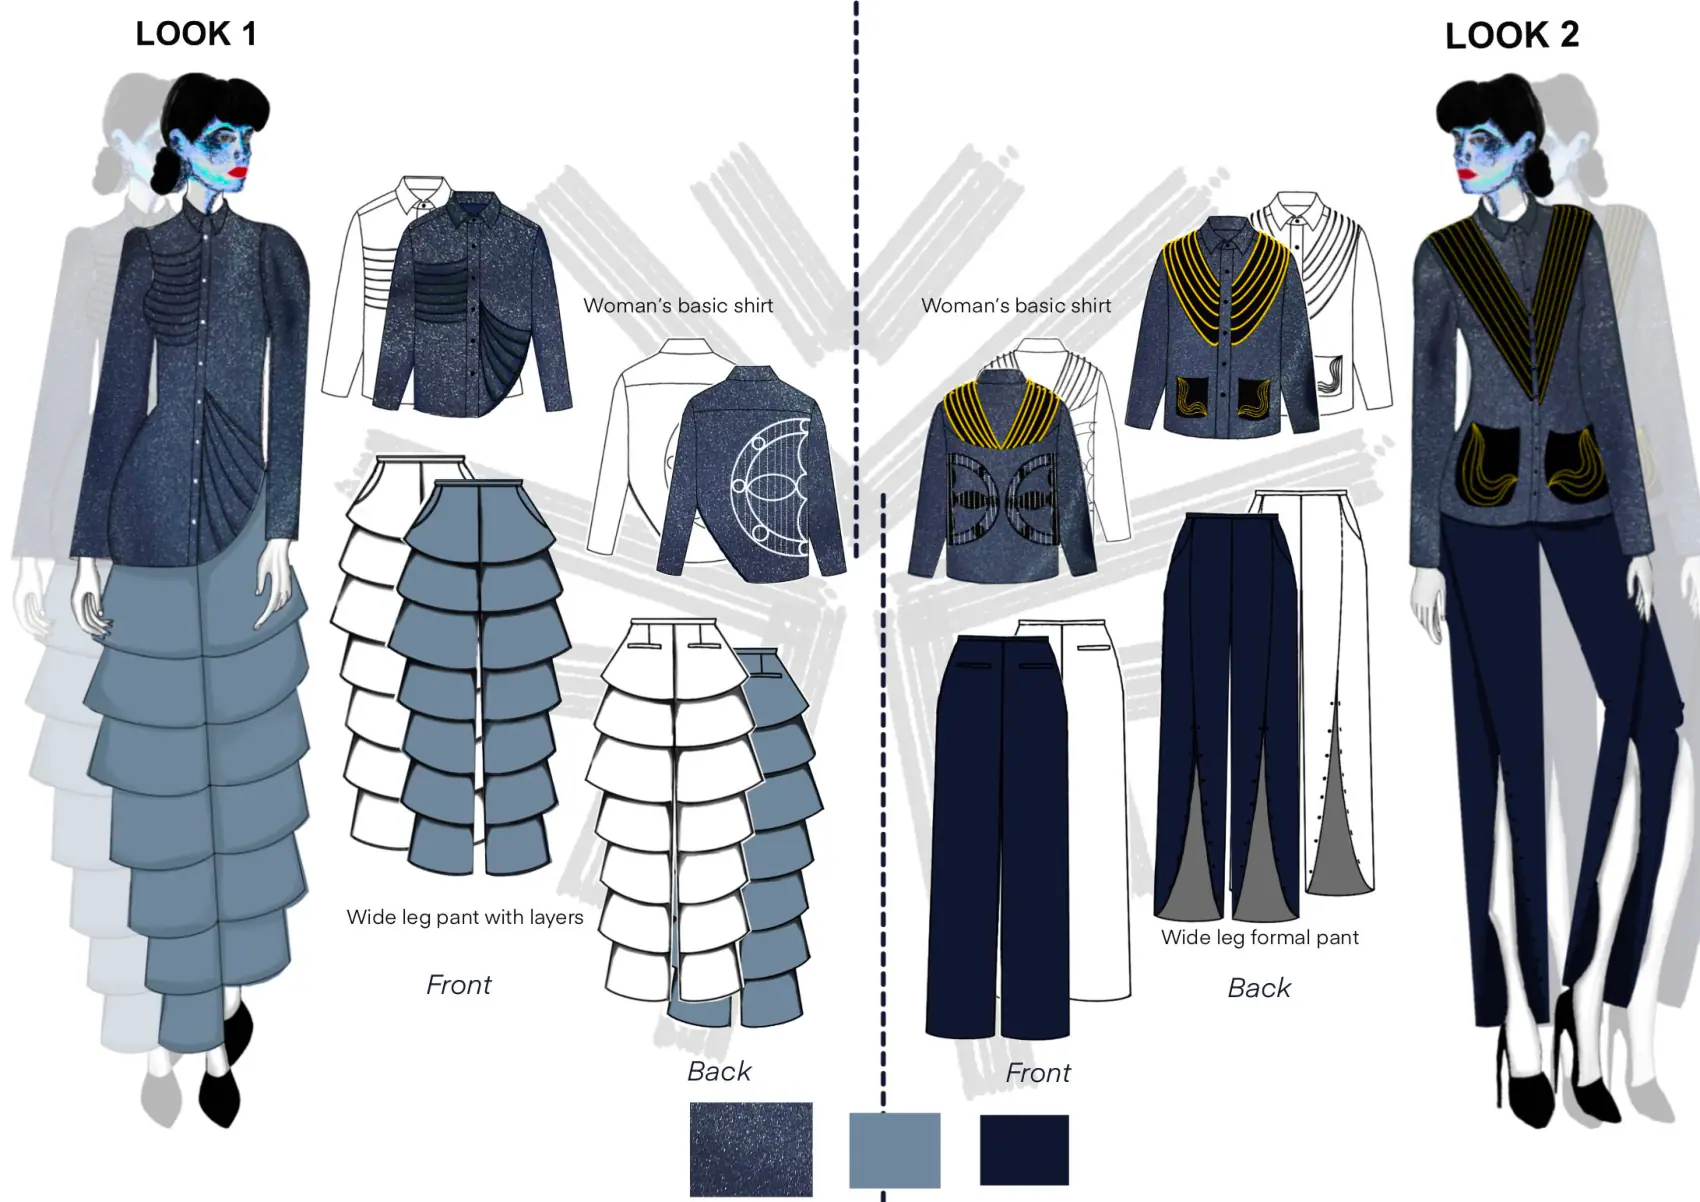 LOOK 1
LOOK 2
Woman's basic shirt
Woman's basic shirt
Wide leg pant with layers
Front
Back
Wide leg formal pant
Back
Front